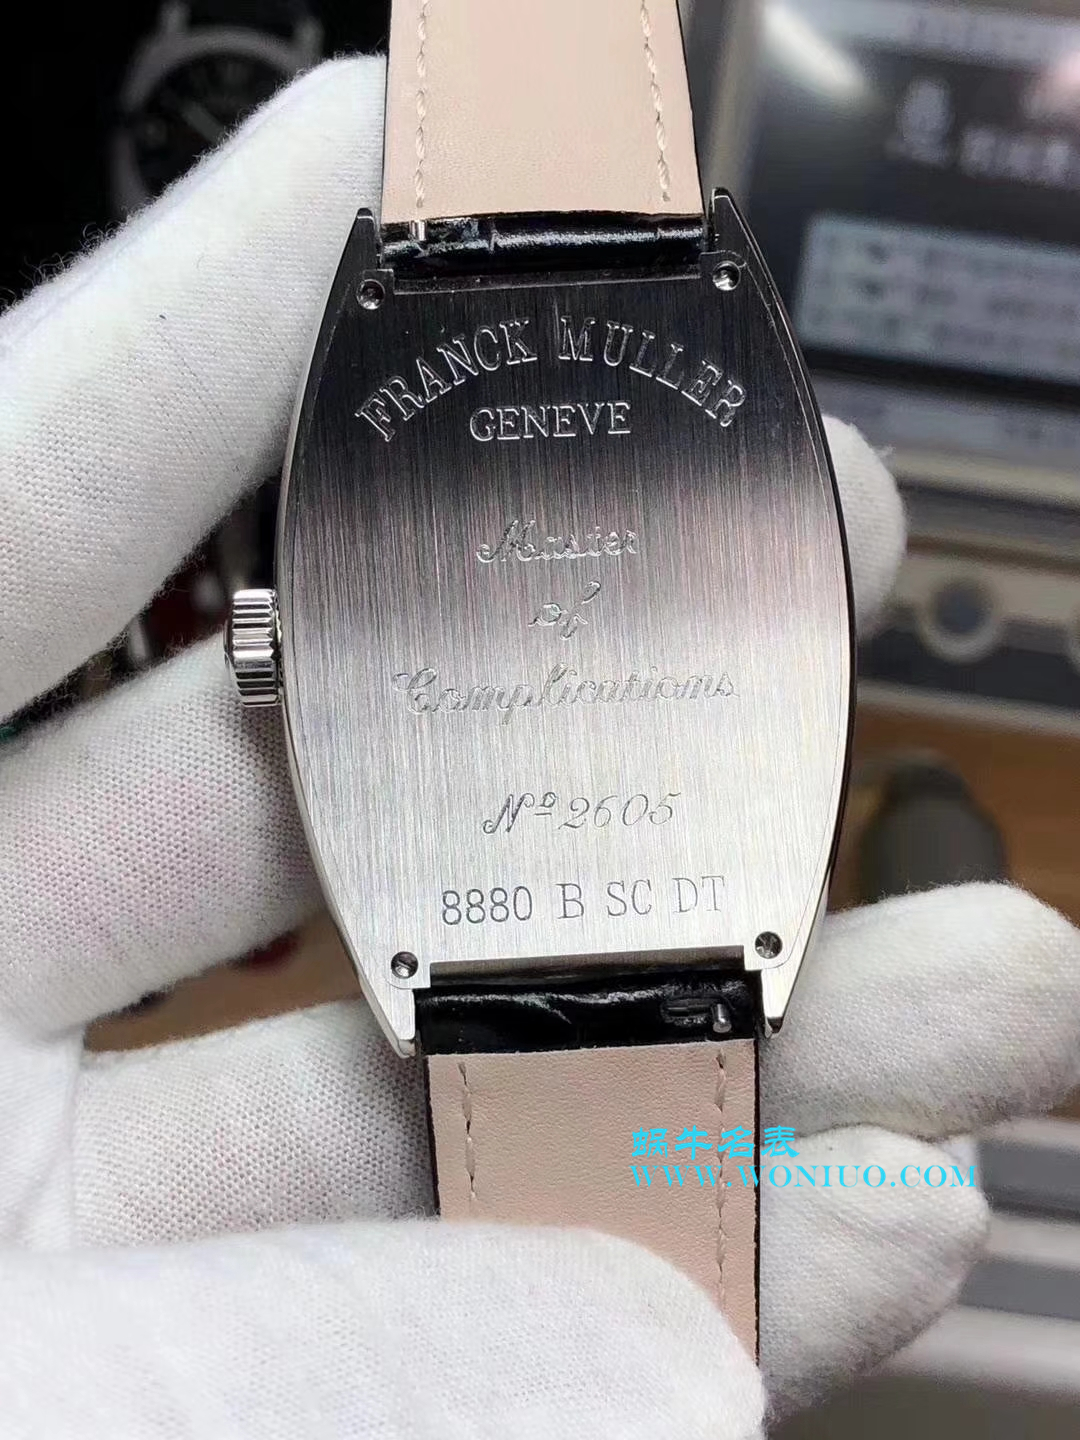 FRANCK MULLER
GENEVE
Master
of
Complications
Nº 2605
8880 B SC DT
蜗牛名表
WWW.WONIUO.COM